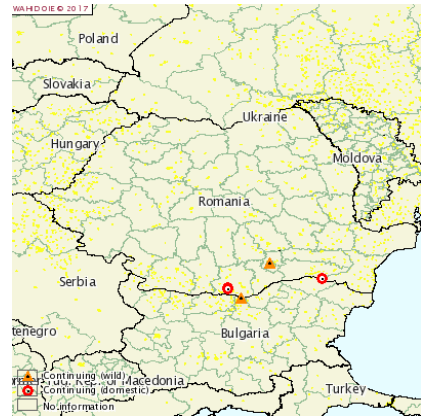 WAHID OIE © 2017
Poland
Slovakia
Ukraine
Hungary
Moldova
Romania
Serbia
Bulgaria
Turkey
Continuing (wild)
Continuing (domestic)
No information
Macedonia